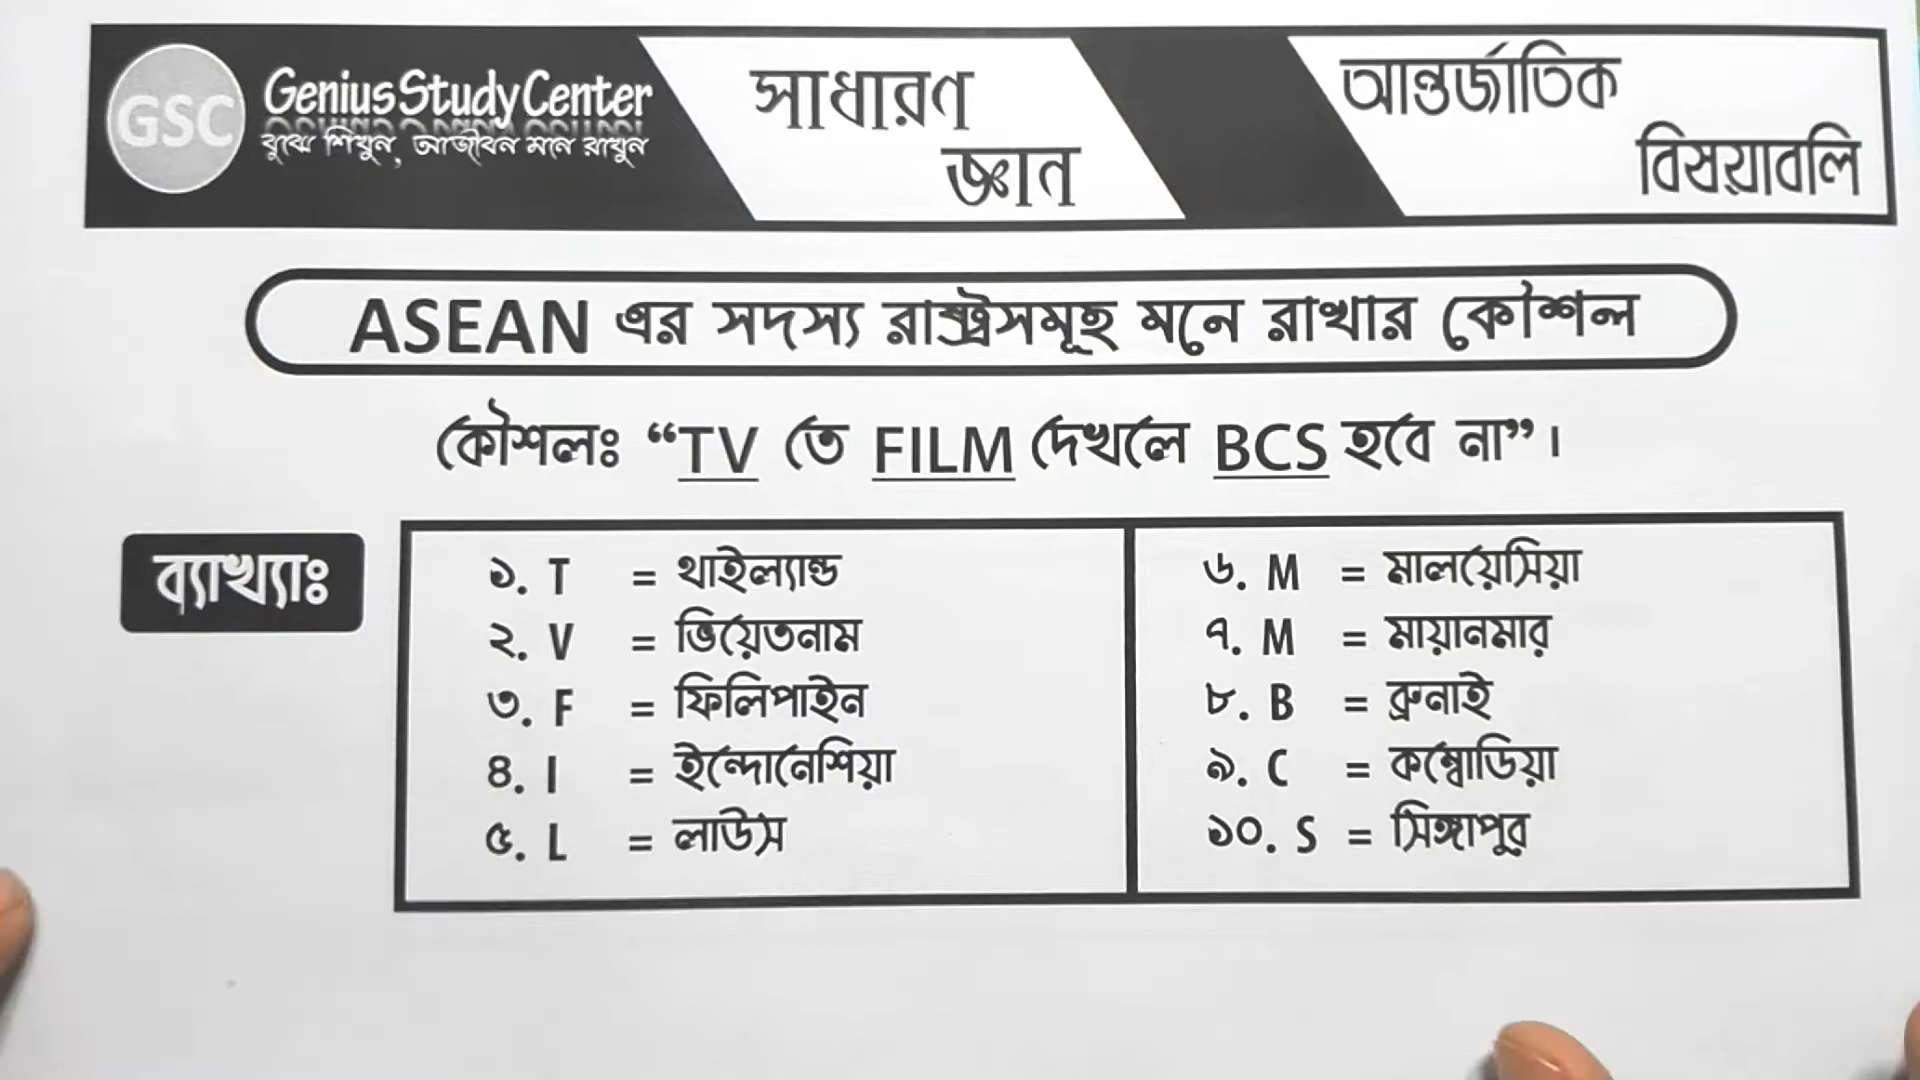 GSC
Genius Study Center
বুঝে শিখুন, আজীবন মনে রাখুন
সাধারণ
জ্ঞান
আন্তর্জাতিক
বিষয়াবলি
ASEAN এর সদস্য রাষ্ট্রসমূহ মনে রাখার কৌশল
কৌশলঃ “TV তে FILM দেখলে BCS হবে না”।
ব্যাখ্যাঃ
১. T = থাইল্যান্ড
২. V = ভিয়েতনাম
৩. F = ফিলিপাইন
৪. I = ইন্দোনেশিয়া
৫. L = লাউস
৬. M = মালয়েসিয়া
৭. M = মায়ানমার
৮. B = ব্রুনাই
৯. C = কম্বোডিয়া
১০. S = সিঙ্গাপুর